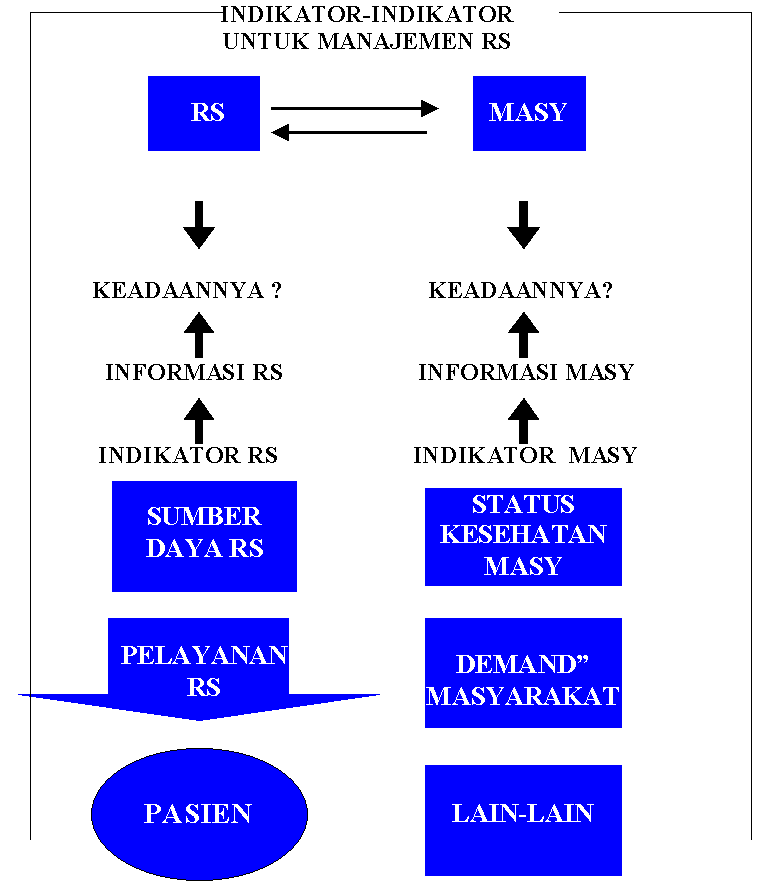 INDIKATOR-INDIKATOR
UNTUK MANAJEMEN RS
RS
MASY
KEADAANNYA ?
KEADAANNYA?
INFORMASI RS
INFORMASI MASY
INDIKATOR RS
INDIKATOR MASY
SUMBER
DAYA RS
STATUS
KESEHATAN
MASY
PELAYANAN
RS
DEMAND”
MASYARAKAT
PASIEN
LAIN-LAIN